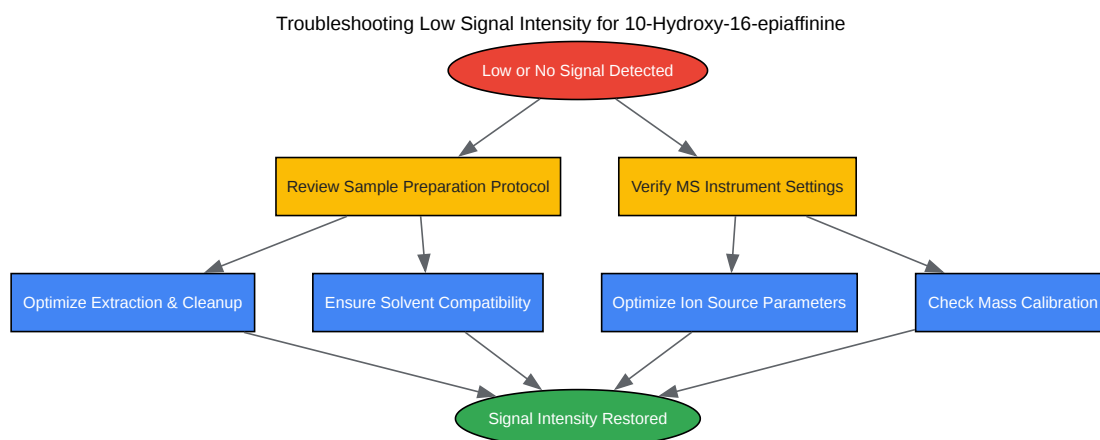 Troubleshooting Low Signal Intensity for 10-Hydroxy-16-epiaffinine
Low or No Signal Detected
Review Sample Preparation Protocol
Verify MS Instrument Settings
Optimize Extraction & Cleanup
Ensure Solvent Compatibility
Optimize Ion Source Parameters
Check Mass Calibration
Signal Intensity Restored